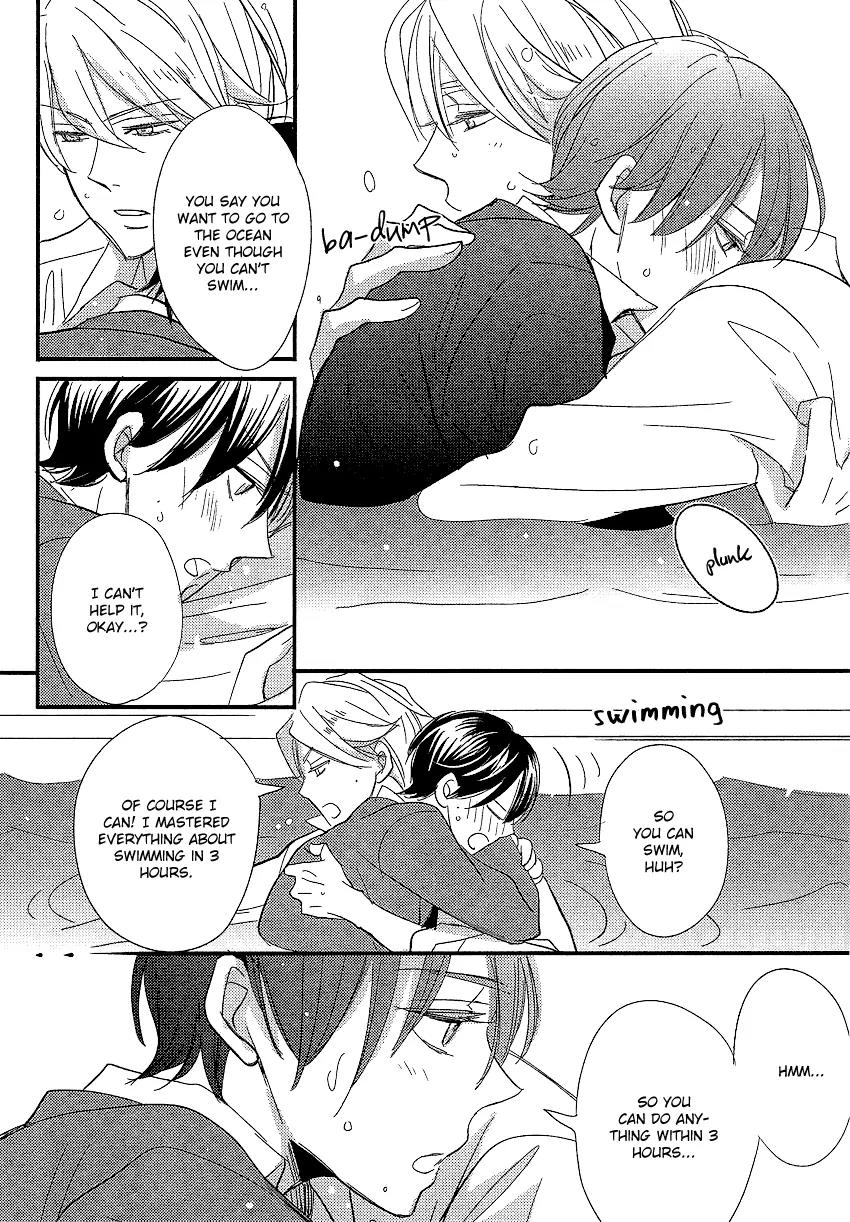 ba-dump
plunk
YOU SAY YOU
WANT TO GO TO
THE OCEAN
EVEN THOUGH
YOU CAN'T
SWIM...
I CAN'T
HELP IT,
OKAY...?
swimming
SO
YOU CAN
SWIM,
HUH?
OF COURSE I
CAN! I MASTERED
EVERYTHING ABOUT
SWIMMING IN 3
HOURS.
HMM...
SO YOU
CAN DO ANY-
THING WITHIN 3
HOURS...